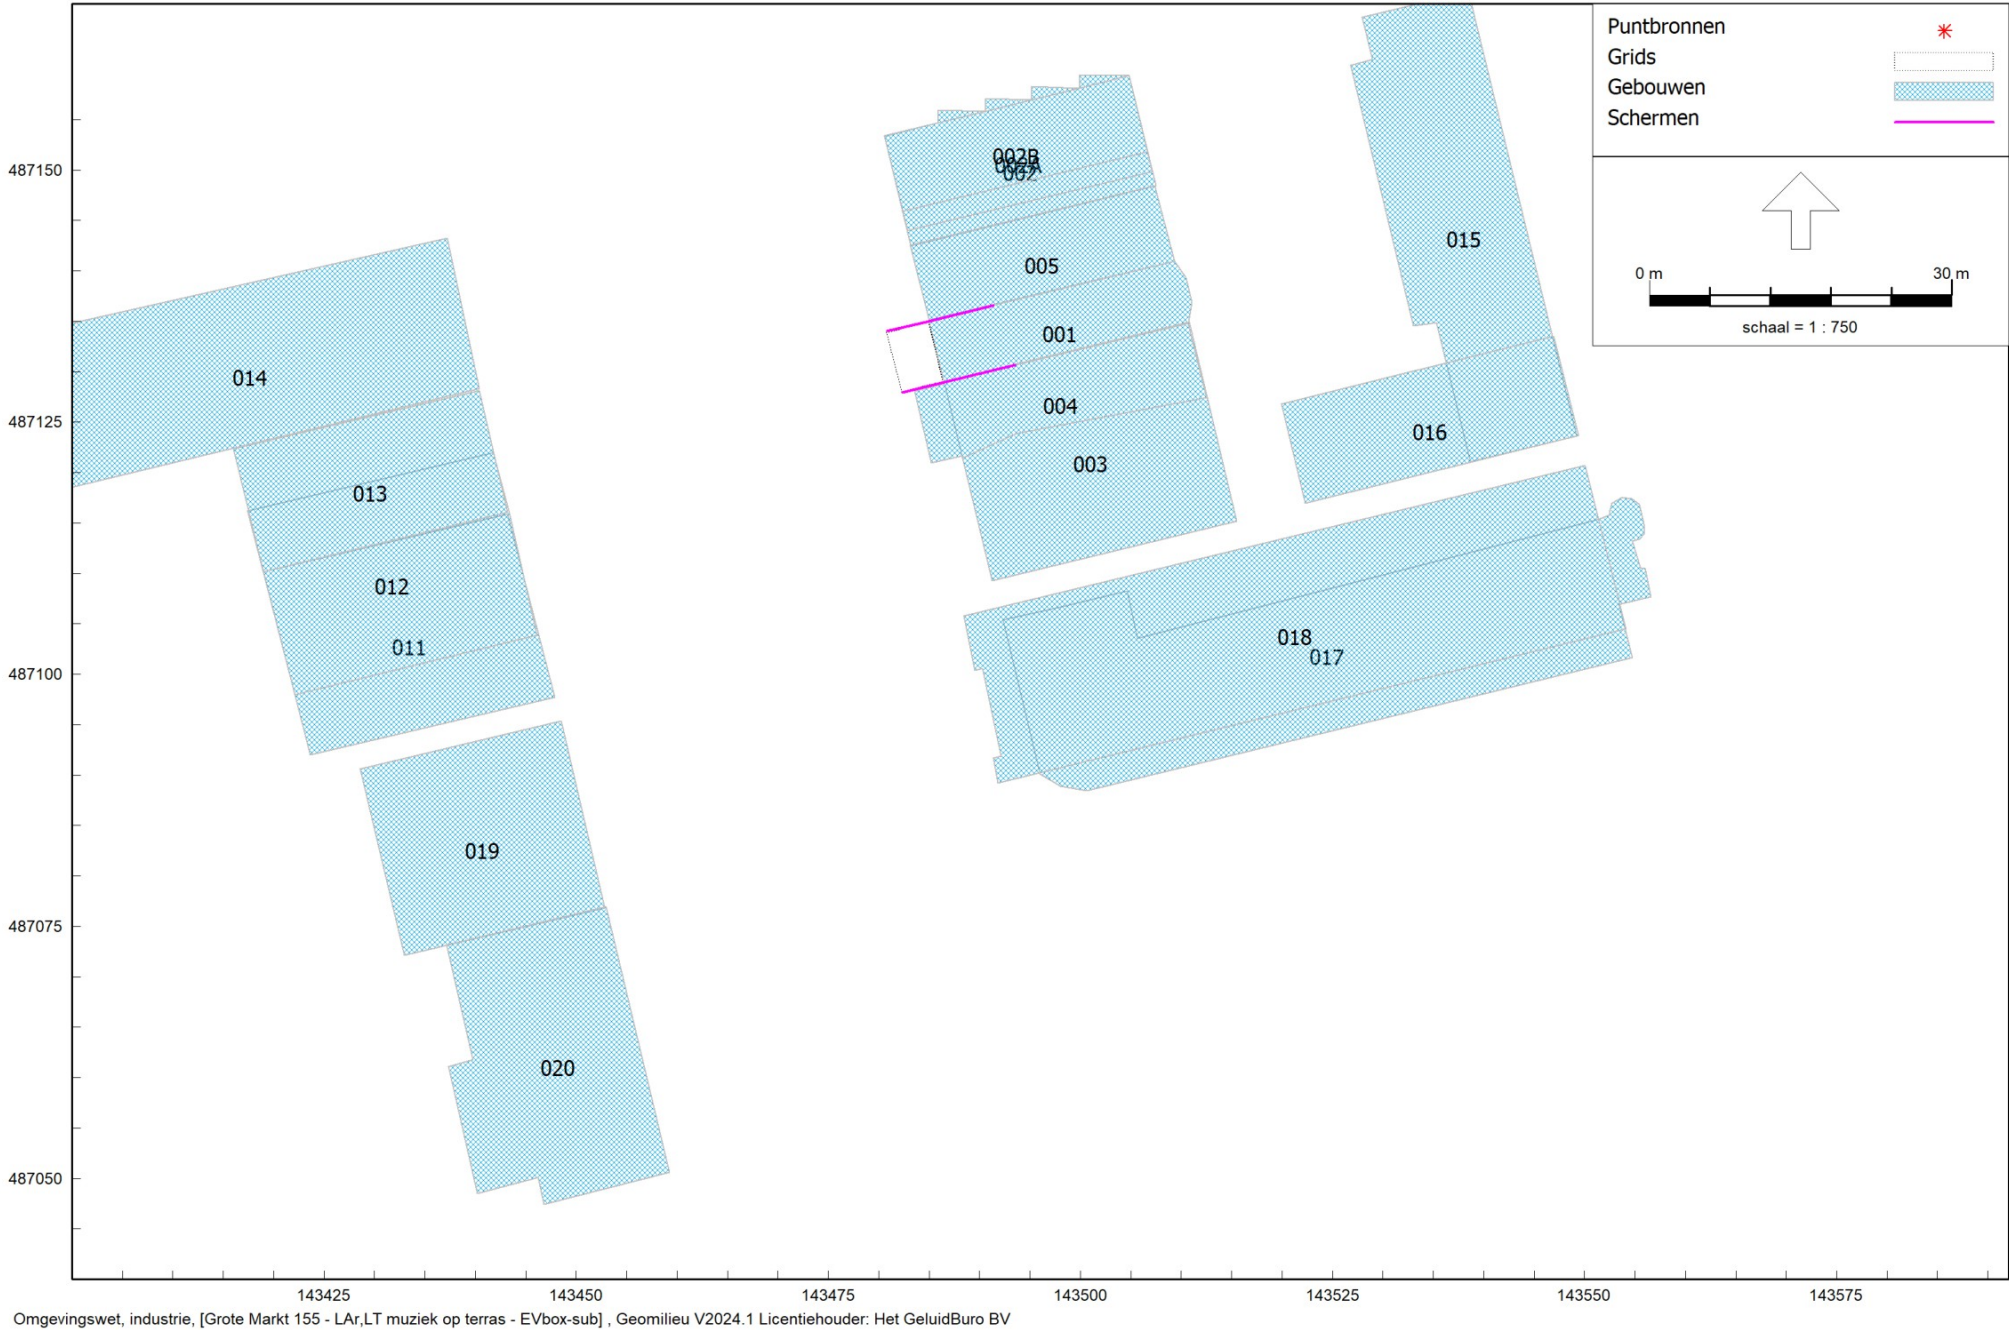 Puntbronnen
Grids
Gebouwen
Schermen
0 m 30 m
schaal = 1 : 750
487150
487125
487100
487075
487050
002B
002A
002
005
001
004
003
015
016
014
013
012
011
018
017
019
020
143425 143450 143475 143500 143525 143550 143575
Omgevingswet, industrie, [Grote Markt 155 - LAr,LT muziek op terras - EVbox-sub] , Geomilieu V2024.1 Licentiehouder: Het GeluidBuro BV